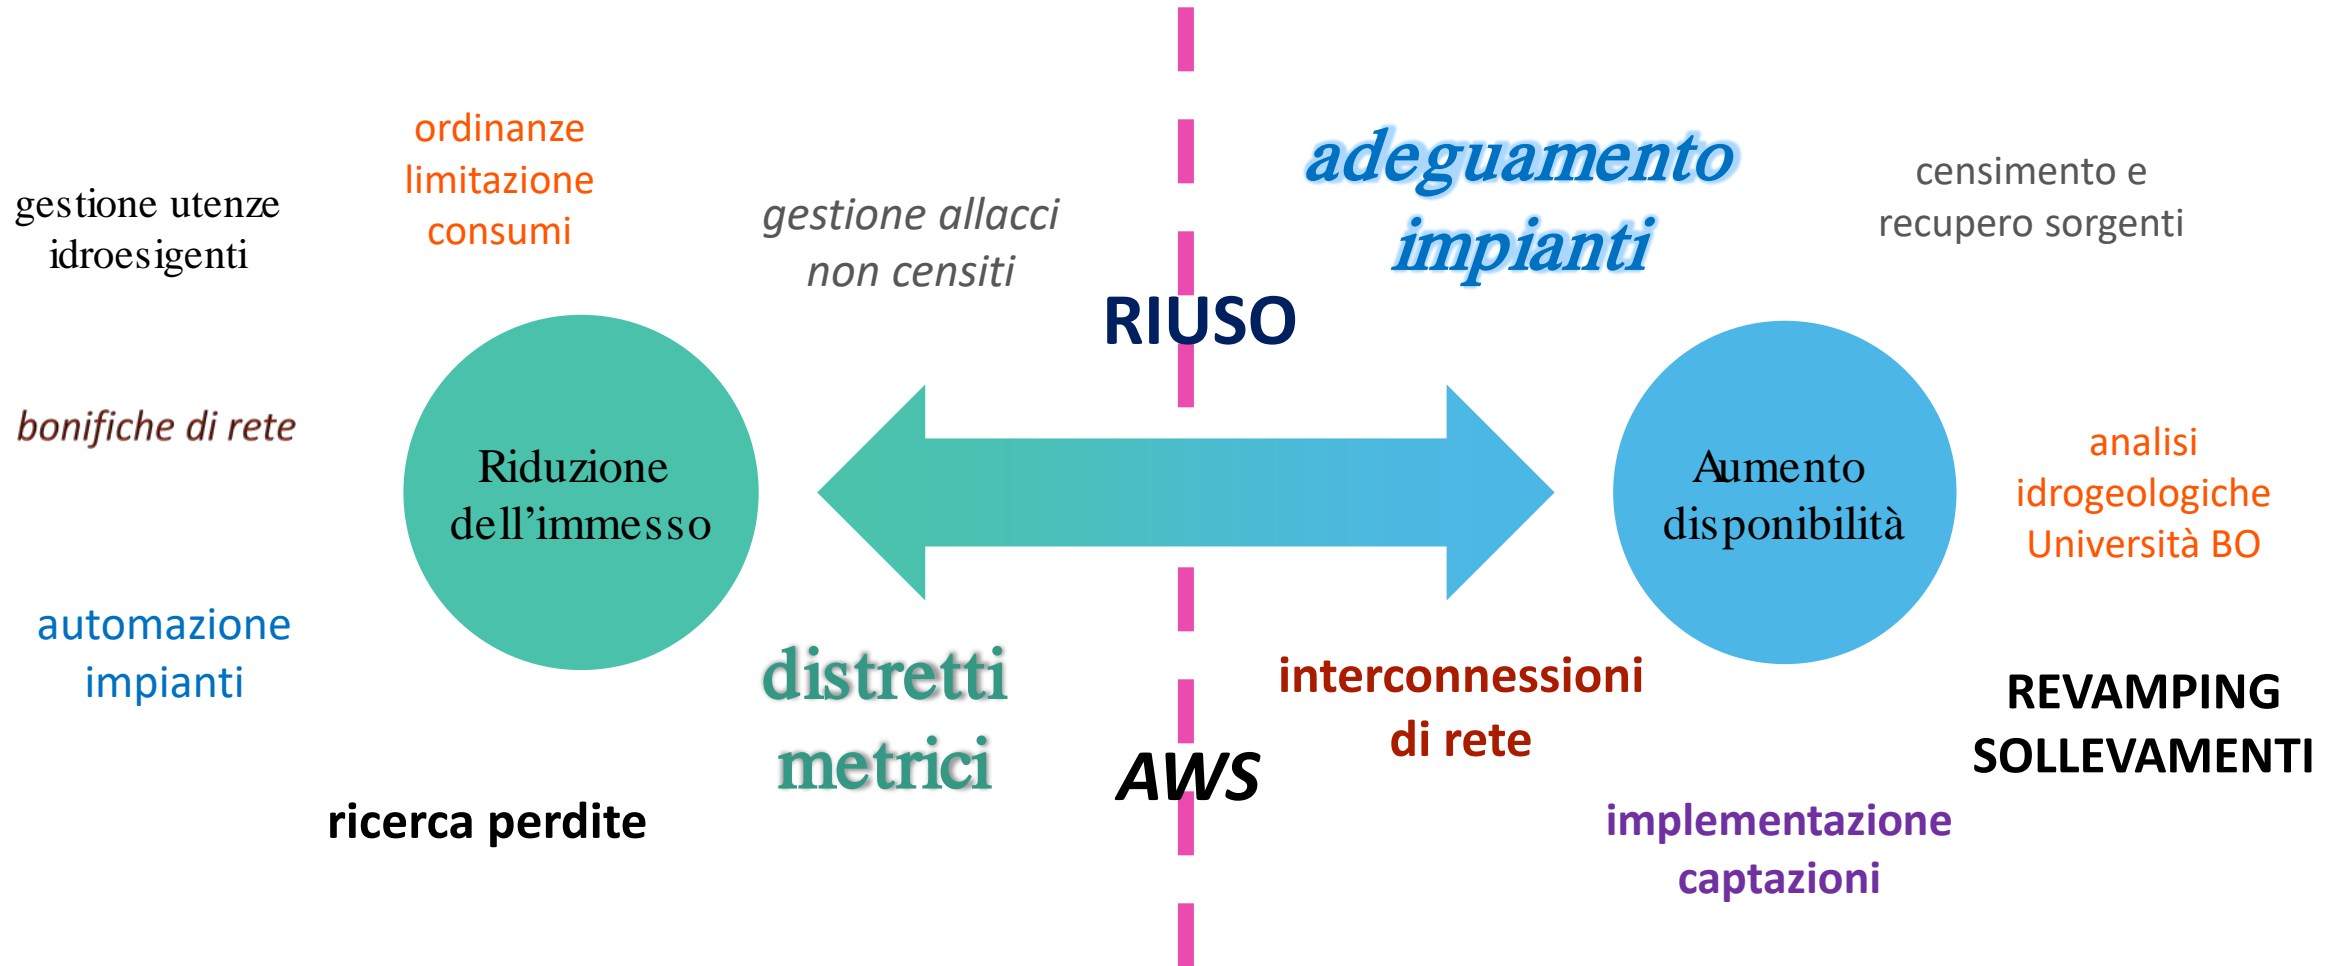 gestione utenze
idroesigenti
ordinanze
limitazione
consumi
gestione allacci
non censiti
RIUSO
adeguamento
impianti
censimento e
recupero sorgenti
bonifiche di rete
Riduzione
dell’immesso
Aumento
disponibilità
analisi
idrogeologiche
Università BO
automazione
impianti
distretti
metrici
ricerca perdite
AWS
interconnessioni
di rete
REVAMPING
SOLLEVAMENTI
implementazione
captazioni